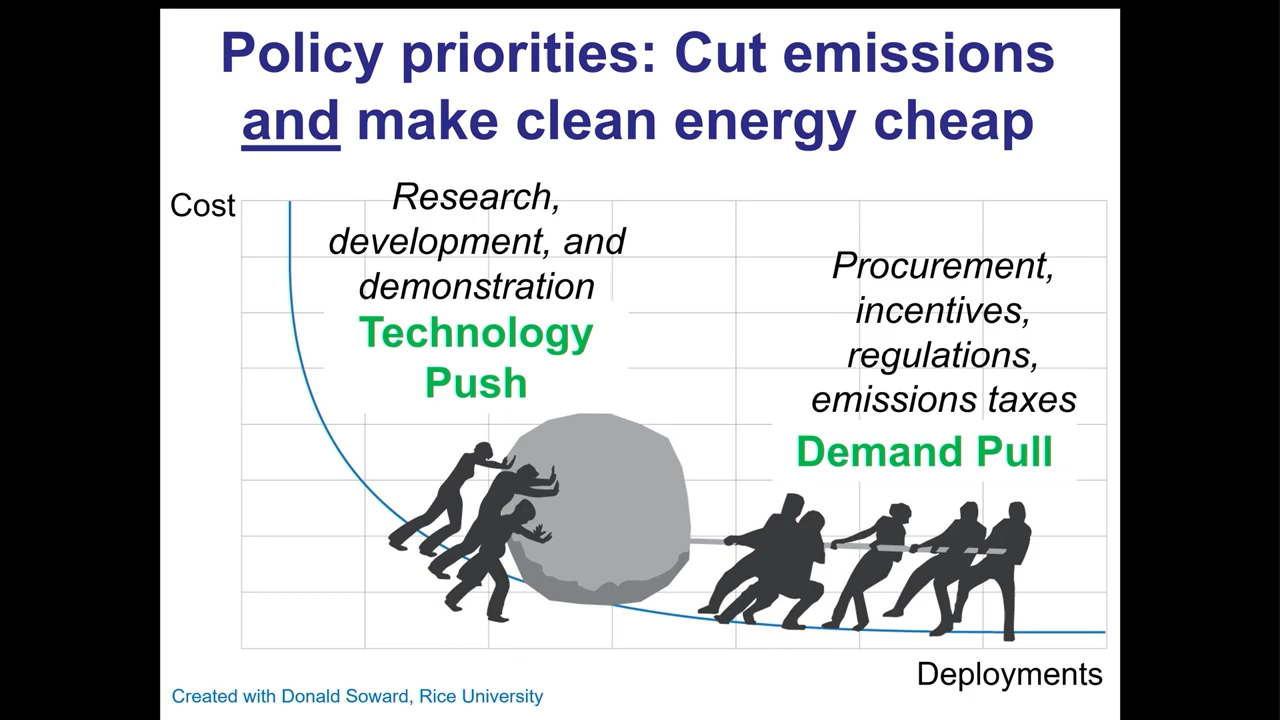 Policy priorities: Cut emissions
and make clean energy cheap
Cost
Research,
development, and
demonstration
Technology
Push
Procurement,
incentives,
regulations,
emissions taxes
Demand Pull
Deployments
Created with Donald Soward, Rice University